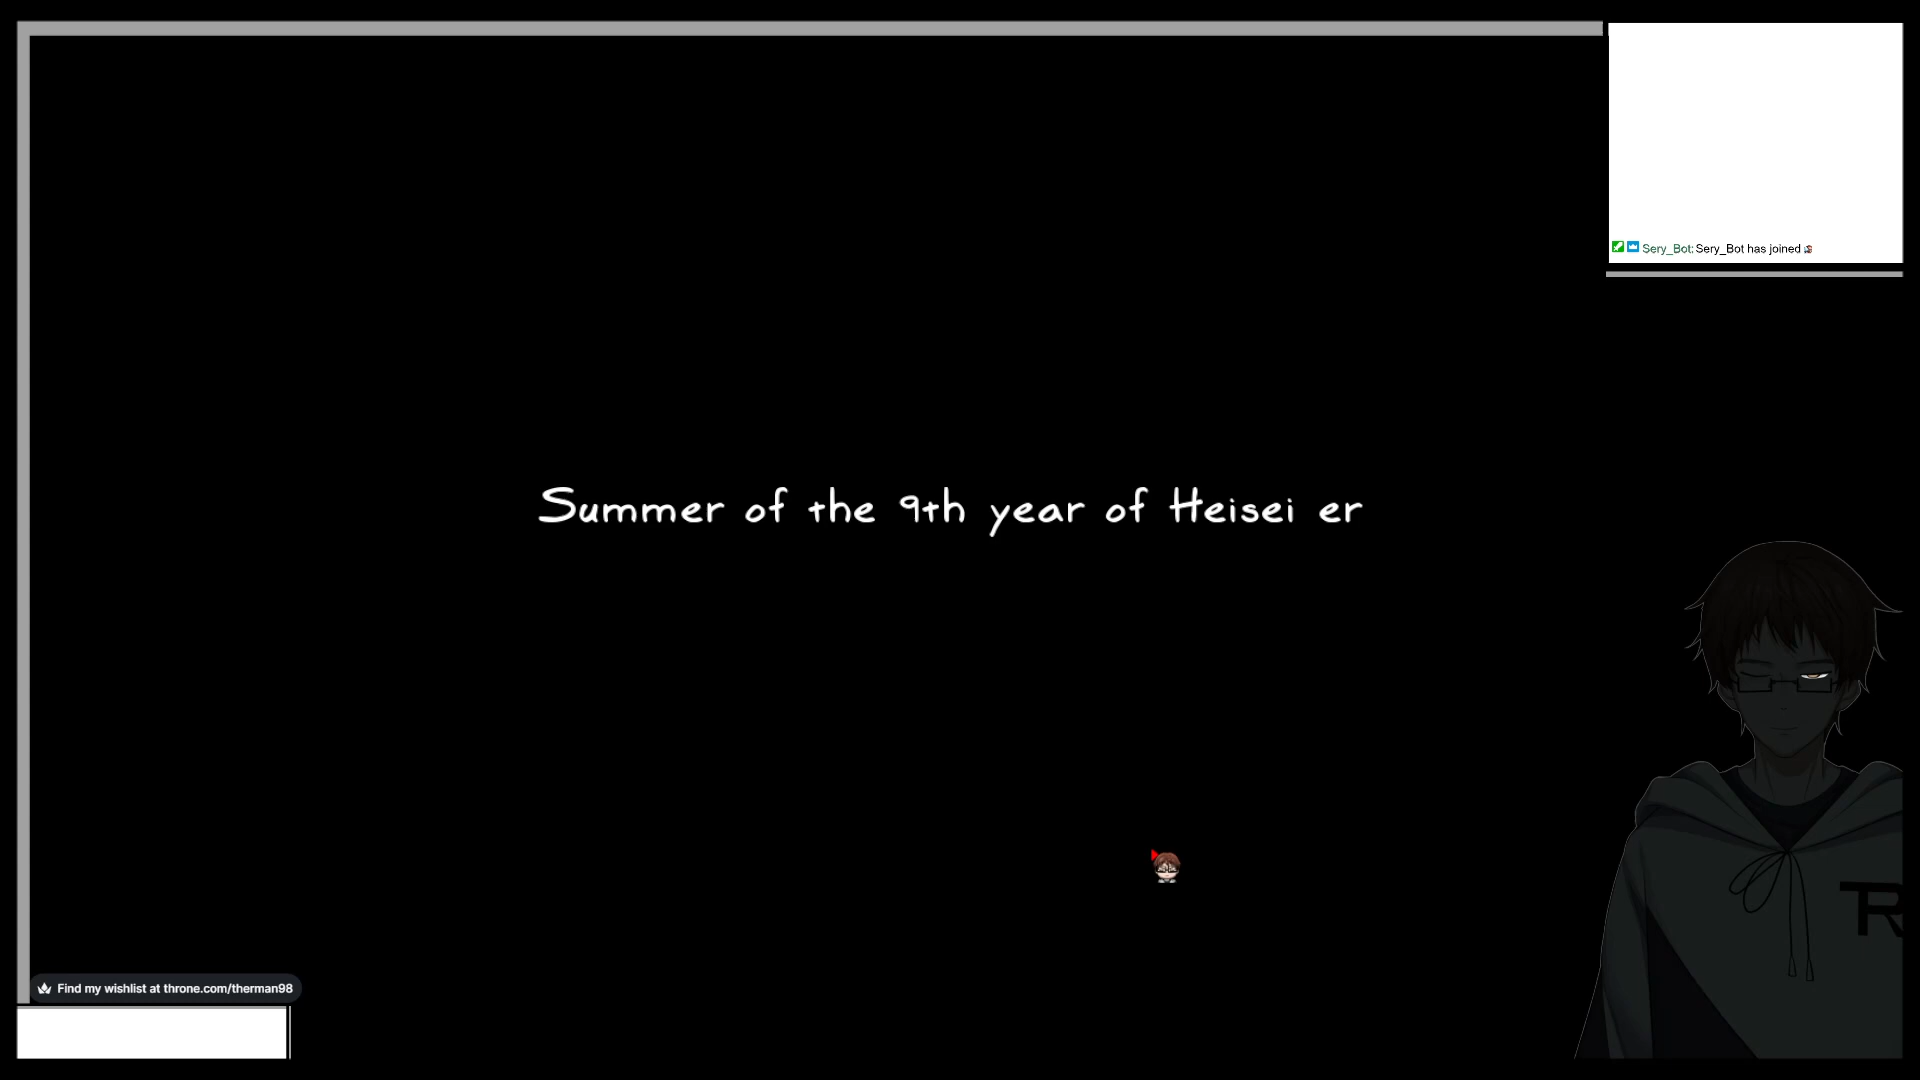 Sery_Bot: Sery_Bot has joined
Summer of the 9th year of Heisei er
TR
Find my wishlist at throne.com/therman98